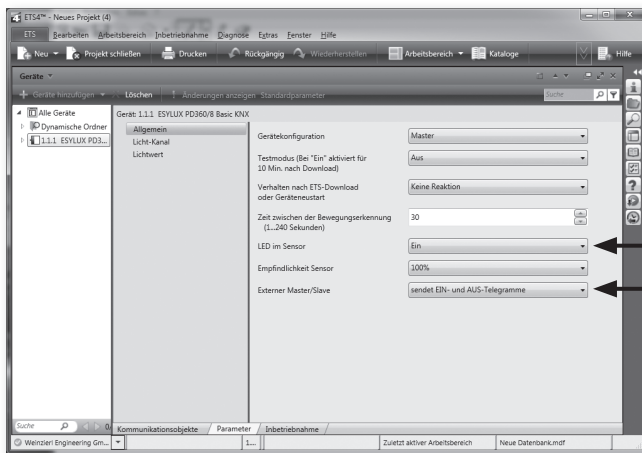 ETS4™ - Neues Projekt (4)
ETS Bearbeiten Arbeitsbereich Inbetriebnahme Diagnose Extras Fenster Hilfe
Neu Projekt schließen Drucken Rückgängig Wiederherstellen Arbeitsbereich Kataloge Hilfe
Geräte
Geräte hinzufügen Löschen Änderungen anzeigen Standardparameter Suche
Alle Geräte
Dynamische Ordner
1.1.1 ESYLUX PD3...
Gerät: 1.1.1 ESYLUX PD360/8 Basic KNX
Allgemein
Licht-Kanal
Lichtwert
Gerätekonfiguration Master
Testmodus (Bei "Ein" aktiviert für
10 Min. nach Download) Aus
Verhalten nach ETS-Download
oder Geräteneustart Keine Reaktion
Zeit zwischen der Bewegungserkennung
(1...240 Sekunden) 30
LED im Sensor Ein
Empfindlichkeit Sensor 100%
Externer Master/Slave sendet EIN- und AUS-Telegramme
Suche
Kommunikationsobjekte Parameter Inbetriebnahme
Weinzierl Engineering Gm... 1... Zuletzt aktiver Arbeitsbereich Neue Datenbank.mdf